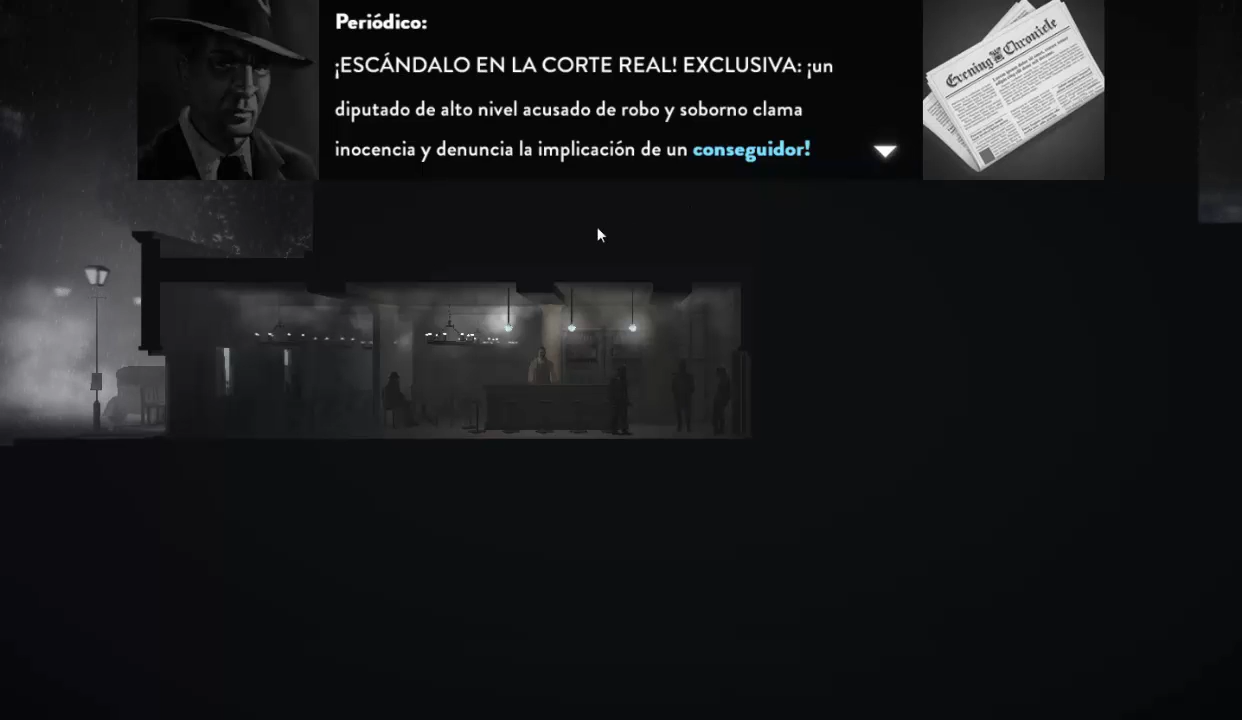 Periódico:
¡ESCÁNDALO EN LA CORTE REAL! EXCLUSIVA: ¡un
diputado de alto nivel acusado de robo y soborno clama
inocencia y denuncia la implicación de un conseguidor!
Evening Chronicle